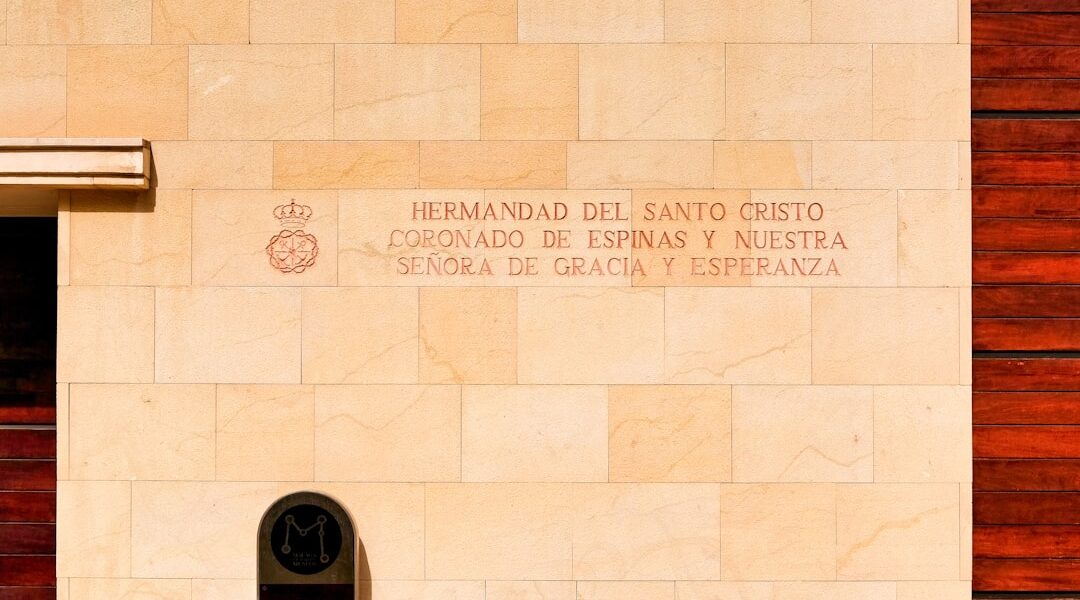 HERMANDAD DEL SANTO CRISTO
CORONADO DE ESPINAS Y NUESTRA
SEÑORA DE GRACIA Y ESPERANZA
M